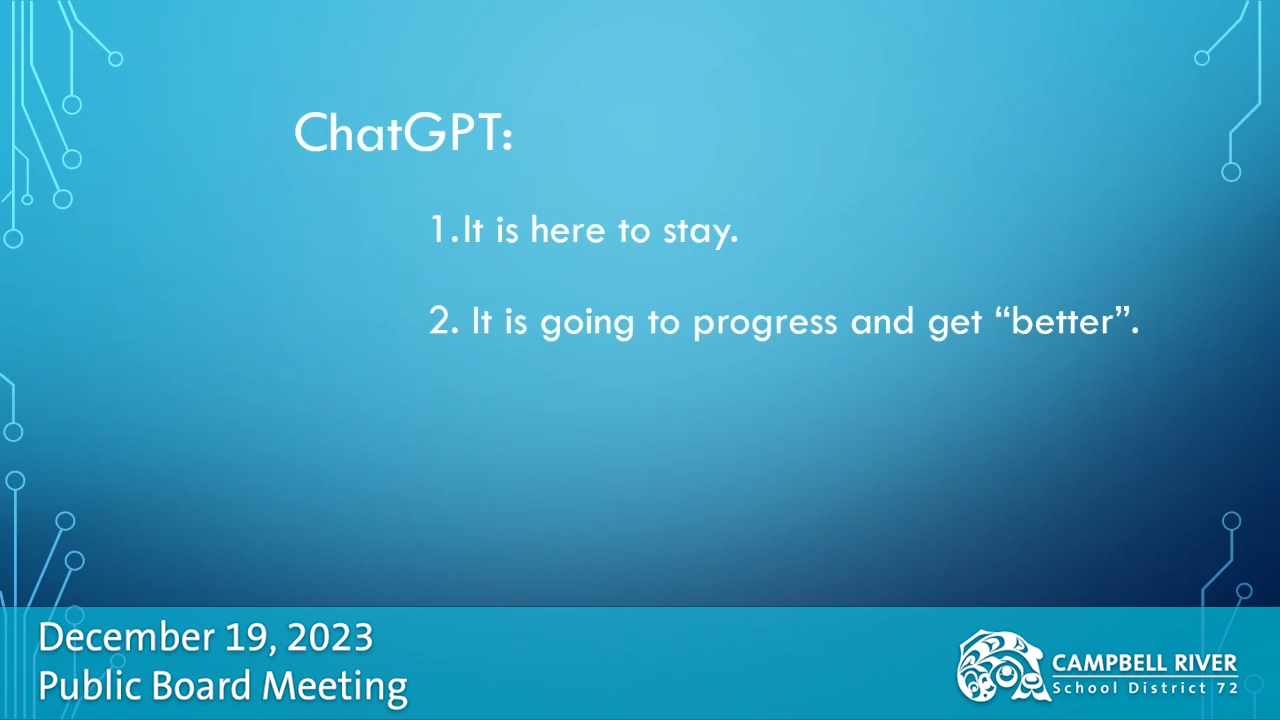 ChatGPT:
1.It is here to stay.
2. It is going to progress and get “better”.
December 19, 2023
Public Board Meeting
CAMPBELL RIVER
School District 72